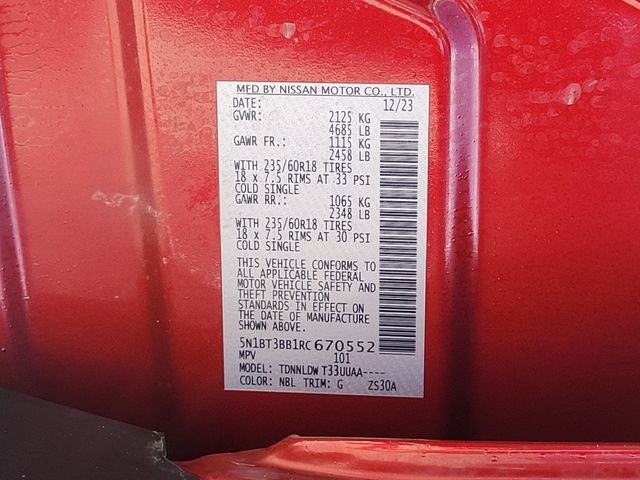 MFD BY NISSAN MOTOR CO., LTD.
DATE: 12/23
GVWR: 2125 KG
4685 LB
GAWR FR.: 1115 KG
2458 LB
WITH 235/60R18 TIRES
18 x 7.5 RIMS AT 33 PSI
COLD SINGLE
GAWR RR.: 1065 KG
2348 LB
WITH 235/60R18 TIRES
18 x 7.5 RIMS AT 30 PSI
COLD SINGLE
THIS VEHICLE CONFORMS TO
ALL APPLICABLE FEDERAL
MOTOR VEHICLE SAFETY AND
THEFT PREVENTION
STANDARDS IN EFFECT ON
THE DATE OF MANUFACTURE
SHOWN ABOVE.
5N1BT3BB1RC670552
MPV 101
MODEL: TDNNLDW T33UUAA----
COLOR: NBL TRIM: G ZS30A